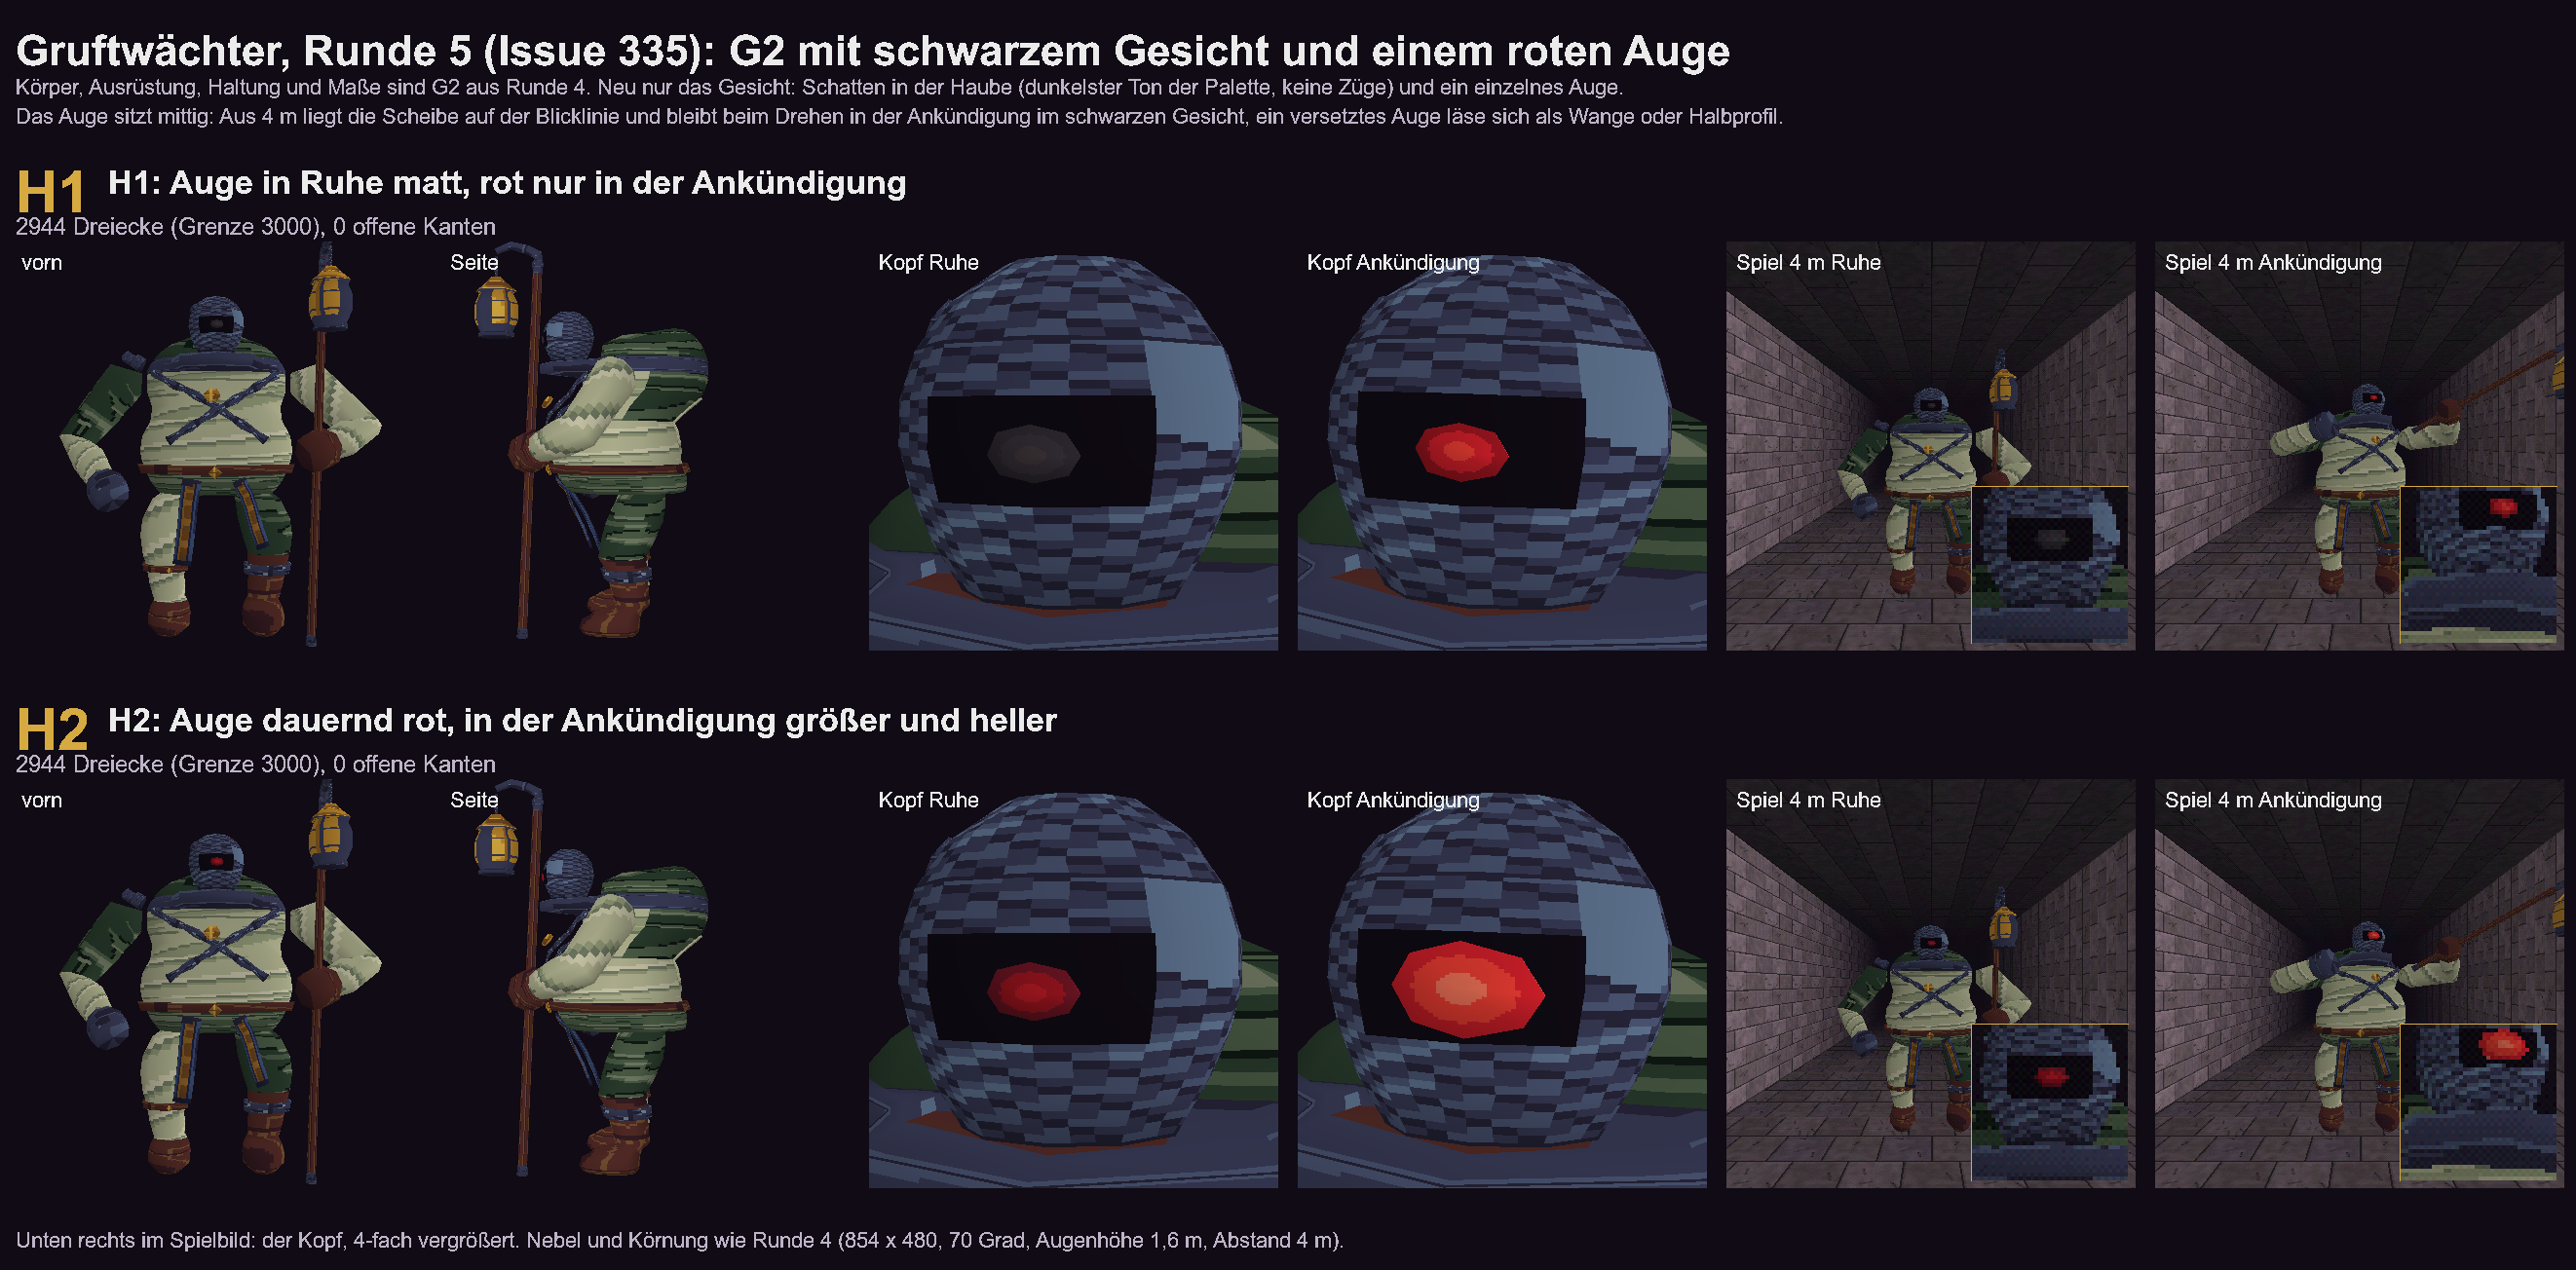 Gruftwächter, Runde 5 (Issue 335): G2 mit schwarzem Gesicht und einem roten Auge
Körper, Ausrüstung, Haltung und Maße sind G2 aus Runde 4. Neu nur das Gesicht: Schatten in der Haube (dunkelster Ton der Palette, keine Züge) und ein einzelnes Auge.
Das Auge sitzt mittig: Aus 4 m liegt die Scheibe auf der Blicklinie und bleibt beim Drehen in der Ankündigung im schwarzen Gesicht, ein versetztes Auge läse sich als Wange oder Halbprofil.
H1 H1: Auge in Ruhe matt, rot nur in der Ankündigung
2944 Dreiecke (Grenze 3000), 0 offene Kanten
vorn Seite Kopf Ruhe Kopf Ankündigung Spiel 4 m Ruhe Spiel 4 m Ankündigung
H2 H2: Auge dauernd rot, in der Ankündigung größer und heller
2944 Dreiecke (Grenze 3000), 0 offene Kanten
vorn Seite Kopf Ruhe Kopf Ankündigung Spiel 4 m Ruhe Spiel 4 m Ankündigung
Unten rechts im Spielbild: der Kopf, 4-fach vergrößert. Nebel und Körnung wie Runde 4 (854 x 480, 70 Grad, Augenhöhe 1,6 m, Abstand 4 m).